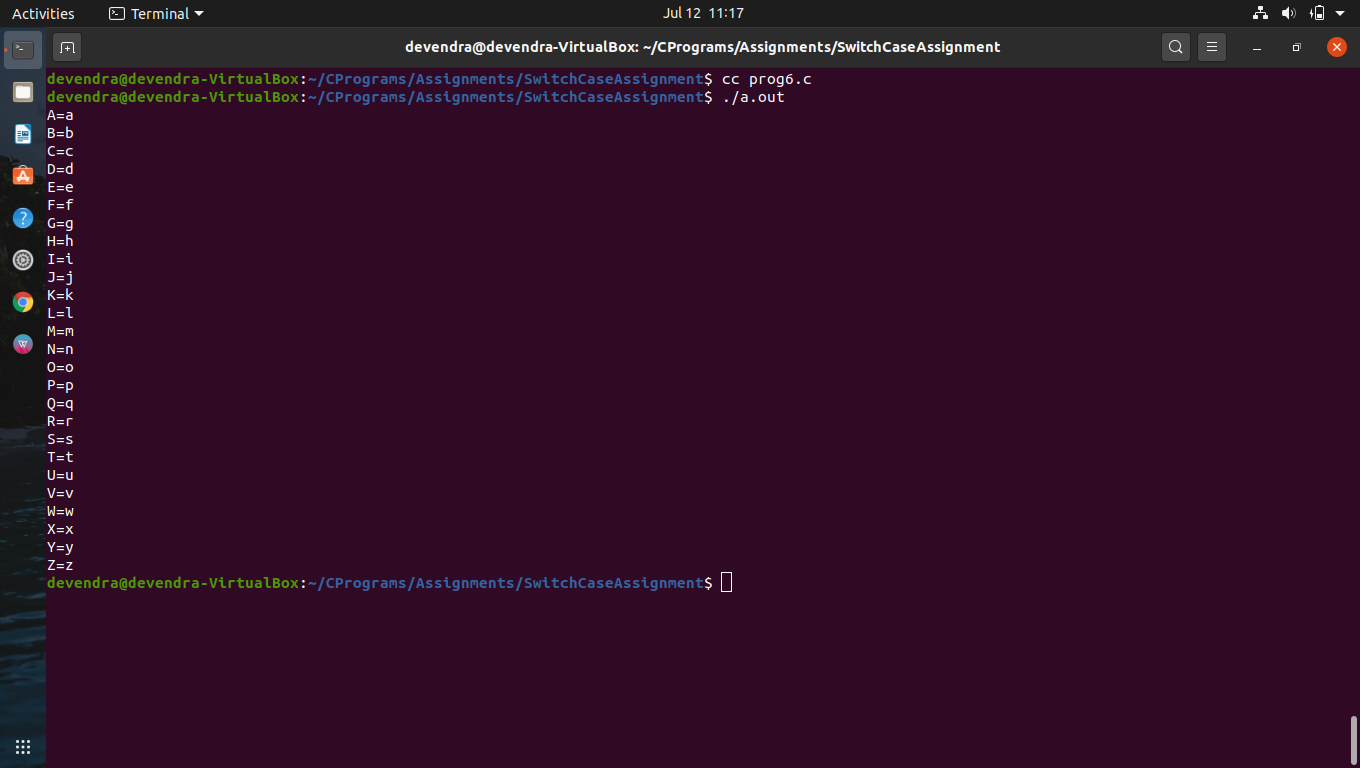 Activities Terminal Jul 12 11:17
devendra@devendra-VirtualBox: ~/CPrograms/Assignments/SwitchCaseAssignment
devendra@devendra-VirtualBox:~/CPrograms/Assignments/SwitchCaseAssignment$ cc prog6.c
devendra@devendra-VirtualBox:~/CPrograms/Assignments/SwitchCaseAssignment$ ./a.out
A=a
B=b
C=c
D=d
E=e
F=f
G=g
H=h
I=i
J=j
K=k
L=l
M=m
N=n
O=o
P=p
Q=q
R=r
S=s
T=t
U=u
V=v
W=w
X=x
Y=y
Z=z
devendra@devendra-VirtualBox:~/CPrograms/Assignments/SwitchCaseAssignment$